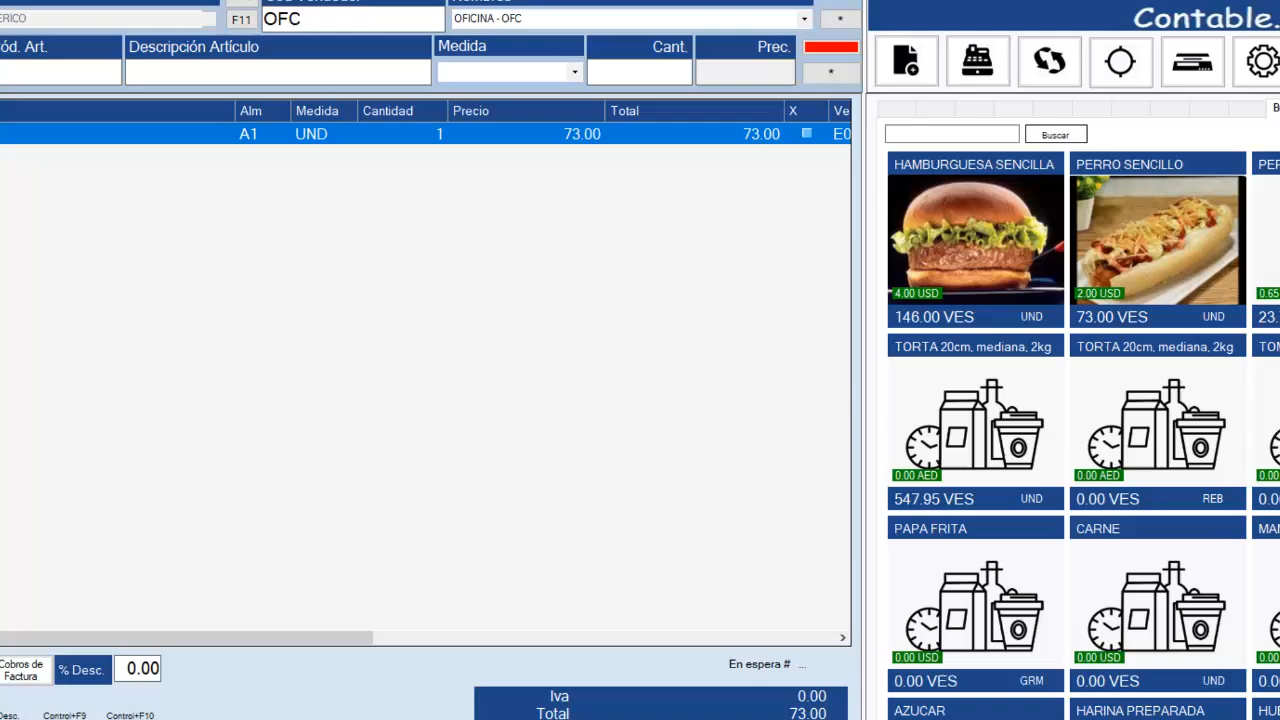 ERICO
F11
OFC
OFICINA - OFC
*
ód. Art.
Descripción Artículo
Medida
Cant.
Prec.
*
Alm
Medida
Cantidad
Precio
Total
X
Ve
A1
UND
1
73.00
73.00
E0
Cobros de
Factura
% Desc.
0.00
En espera # ...
Desc.
Control+F9
Control+F10
Iva
0.00
Total
73.00
Contable.
B
Buscar
HAMBURGUESA SENCILLA
4.00 USD
146.00 VES
UND
PERRO SENCILLO
2.00 USD
73.00 VES
UND
PER
0.65
23.
TORTA 20cm, mediana, 2kg
0.00 AED
547.95 VES
UND
TORTA 20cm, mediana, 2kg
0.00 AED
0.00 VES
REB
TOM
0.00
0.0
PAPA FRITA
0.00 USD
0.00 VES
GRM
CARNE
0.00 USD
0.00 VES
UND
MAN
0.00
0.0
AZUCAR
HARINA PREPARADA
HUE